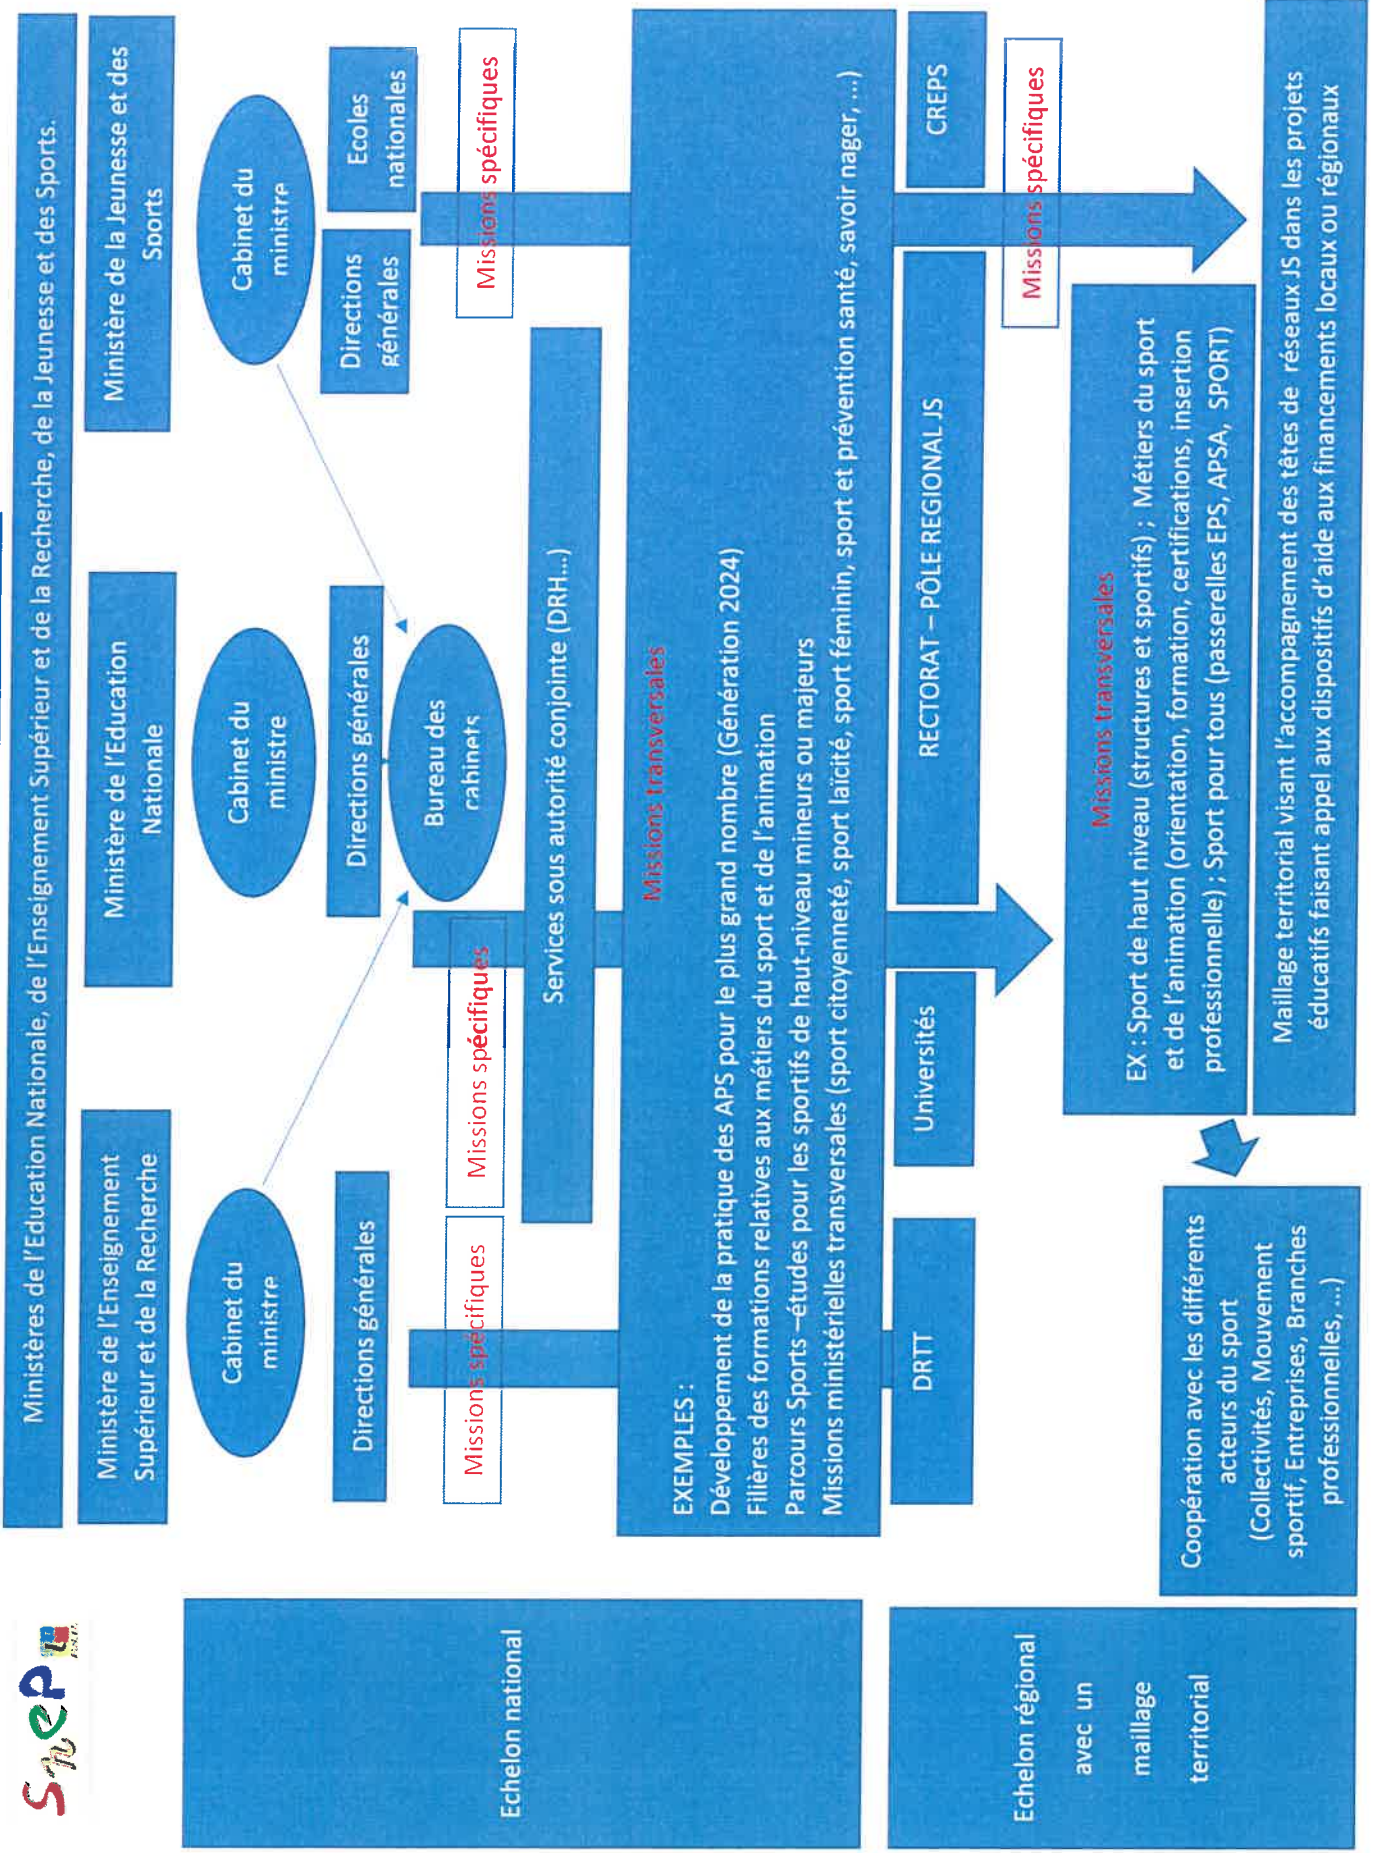 Snep
Ministères de l'Education Nationale, de l'Enseignement Supérieur et de la Recherche, de la Jeunesse et des Sports.
Ministère de l'Enseignement
Supérieur et de la Recherche
Ministère de l'Education
Nationale
Ministère de la Jeunesse et des
Sports
Echelon national
Cabinet du
ministre
Cabinet du
ministre
Cabinet du
ministre
Directions générales
Directions générales
Directions
générales
Ecoles
nationales
Bureau des
cabinets
Missions spécifiques
Missions spécifiques
Missions spécifiques
Services sous autorité conjointe (DRH...)
Missions transversales
EXEMPLES :
Développement de la pratique des APS pour le plus grand nombre (Génération 2024)
Filières des formations relatives aux métiers du sport et de l'animation
Parcours Sports –études pour les sportifs de haut-niveau mineurs ou majeurs
Missions ministérielles transversales (sport citoyenneté, sport laïcité, sport féminin, sport et prévention santé, savoir nager, ...)
Echelon régional
avec un
maillage
territorial
DRTT
Universités
RECTORAT – PÔLE REGIONAL JS
CREPS
Missions spécifiques
Missions transversales
EX : Sport de haut niveau (structures et sportifs) ; Métiers du sport
et de l'animation (orientation, formation, certifications, insertion
professionnelle) ; Sport pour tous (passerelles EPS, APSA, SPORT)
Coopération avec les différents
acteurs du sport
(Collectivités, Mouvement
sportif, Entreprises, Branches
professionnelles, ...)
Maillage territorial visant l'accompagnement des têtes de réseaux JS dans les projets
éducatifs faisant appel aux dispositifs d'aide aux financements locaux ou régionaux